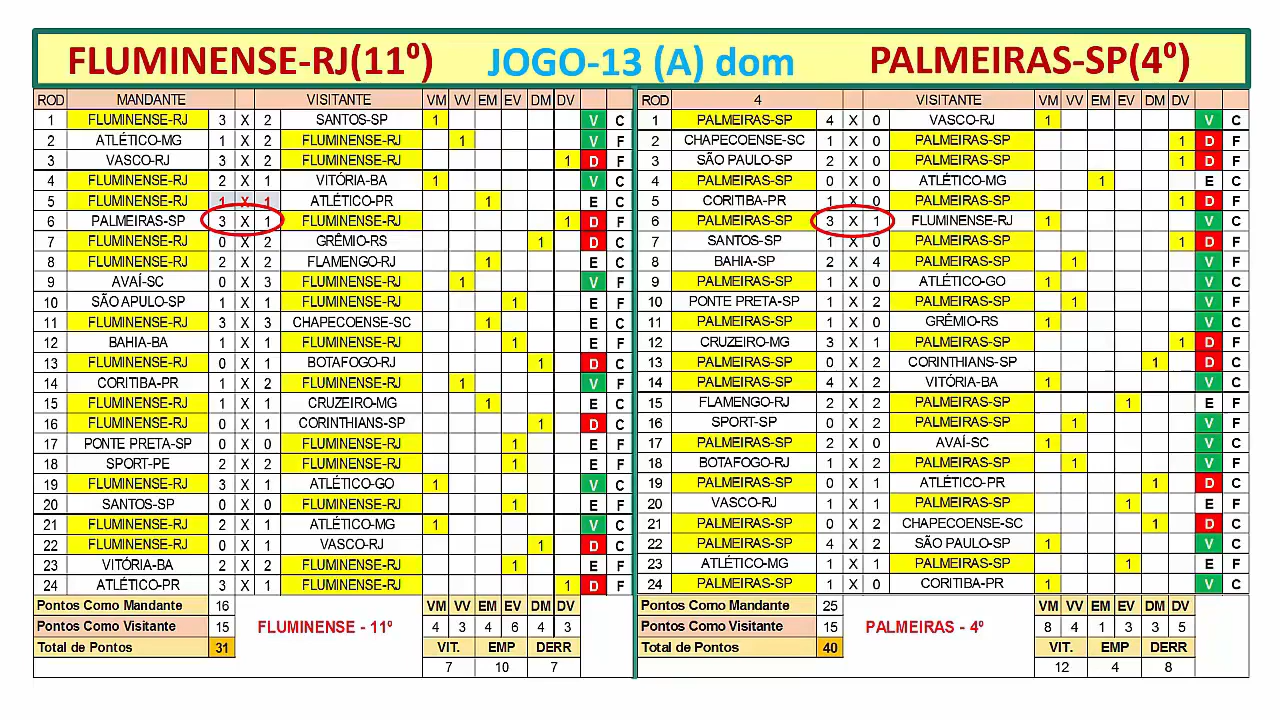 FLUMINENSE-RJ(11º) JOGO-13 (A) dom PALMEIRAS-SP(4º)
ROD MANDANTE VISITANTE VM VV EM EV DM DV ROD 4 VISITANTE VM VV EM EV DM DV
1 FLUMINENSE-RJ 3 X 2 SANTOS-SP 1 V C 1 PALMEIRAS-SP 4 X 0 VASCO-RJ 1 V C
2 ATLÉTICO-MG 1 X 2 FLUMINENSE-RJ 1 V F 2 CHAPECOENSE-SC 1 X 0 PALMEIRAS-SP 1 D F
3 VASCO-RJ 3 X 2 FLUMINENSE-RJ 1 D F 3 SÃO PAULO-SP 2 X 0 PALMEIRAS-SP 1 D F
4 FLUMINENSE-RJ 2 X 1 VITÓRIA-BA 1 V C 4 PALMEIRAS-SP 0 X 0 ATLÉTICO-MG 1 E C
5 FLUMINENSE-RJ 1 X 1 ATLÉTICO-PR 1 E C 5 CORITIBA-PR 1 X 0 PALMEIRAS-SP 1 D F
6 PALMEIRAS-SP 3 X 1 FLUMINENSE-RJ 1 D F 6 PALMEIRAS-SP 3 X 1 FLUMINENSE-RJ 1 V C
7 FLUMINENSE-RJ 0 X 2 GRÊMIO-RS 1 D C 7 SANTOS-SP 1 X 0 PALMEIRAS-SP 1 D F
8 FLUMINENSE-RJ 2 X 2 FLAMENGO-RJ 1 E C 8 BAHIA-SP 2 X 4 PALMEIRAS-SP 1 V F
9 AVAÍ-SC 0 X 3 FLUMINENSE-RJ 1 V F 9 PALMEIRAS-SP 1 X 0 ATLÉTICO-GO 1 V C
10 SÃO APULO-SP 1 X 1 FLUMINENSE-RJ 1 E F 10 PONTE PRETA-SP 1 X 2 PALMEIRAS-SP 1 V F
11 FLUMINENSE-RJ 3 X 3 CHAPECOENSE-SC 1 E C 11 PALMEIRAS-SP 1 X 0 GRÊMIO-RS 1 V C
12 BAHIA-BA 1 X 1 FLUMINENSE-RJ 1 E F 12 CRUZEIRO-MG 3 X 1 PALMEIRAS-SP 1 D F
13 FLUMINENSE-RJ 0 X 1 BOTAFOGO-RJ 1 D C 13 PALMEIRAS-SP 0 X 2 CORINTHIANS-SP 1 D C
14 CORITIBA-PR 1 X 2 FLUMINENSE-RJ 1 V F 14 PALMEIRAS-SP 4 X 2 VITÓRIA-BA 1 V C
15 FLUMINENSE-RJ 1 X 1 CRUZEIRO-MG 1 E C 15 FLAMENGO-RJ 2 X 2 PALMEIRAS-SP 1 E F
16 FLUMINENSE-RJ 0 X 1 CORINTHIANS-SP 1 D C 16 SPORT-SP 0 X 2 PALMEIRAS-SP 1 V F
17 PONTE PRETA-SP 0 X 0 FLUMINENSE-RJ 1 E F 17 PALMEIRAS-SP 2 X 0 AVAÍ-SC 1 V C
18 SPORT-PE 2 X 2 FLUMINENSE-RJ 1 E F 18 BOTAFOGO-RJ 1 X 2 PALMEIRAS-SP 1 V F
19 FLUMINENSE-RJ 3 X 1 ATLÉTICO-GO 1 V C 19 PALMEIRAS-SP 0 X 1 ATLÉTICO-PR 1 D C
20 SANTOS-SP 0 X 0 FLUMINENSE-RJ 1 E F 20 VASCO-RJ 1 X 1 PALMEIRAS-SP 1 E F
21 FLUMINENSE-RJ 2 X 1 ATLÉTICO-MG 1 V C 21 PALMEIRAS-SP 0 X 2 CHAPECOENSE-SC 1 D C
22 FLUMINENSE-RJ 0 X 1 VASCO-RJ 1 D C 22 PALMEIRAS-SP 4 X 2 SÃO PAULO-SP 1 V C
23 VITÓRIA-BA 2 X 2 FLUMINENSE-RJ 1 E F 23 ATLÉTICO-MG 1 X 1 PALMEIRAS-SP 1 E F
24 ATLÉTICO-PR 3 X 1 FLUMINENSE-RJ 1 D F 24 PALMEIRAS-SP 1 X 0 CORITIBA-PR 1 V C
Pontos Como Mandante 16 VM VV EM EV DM DV Pontos Como Mandante 25 VM VV EM EV DM DV
Pontos Como Visitante 15 FLUMINENSE - 11º 4 3 4 6 4 3 Pontos Como Visitante 15 PALMEIRAS - 4º 8 4 1 3 3 5
Total de Pontos 31 VIT. EMP DERR Total de Pontos 40 VIT. EMP DERR
7 10 7 12 4 8